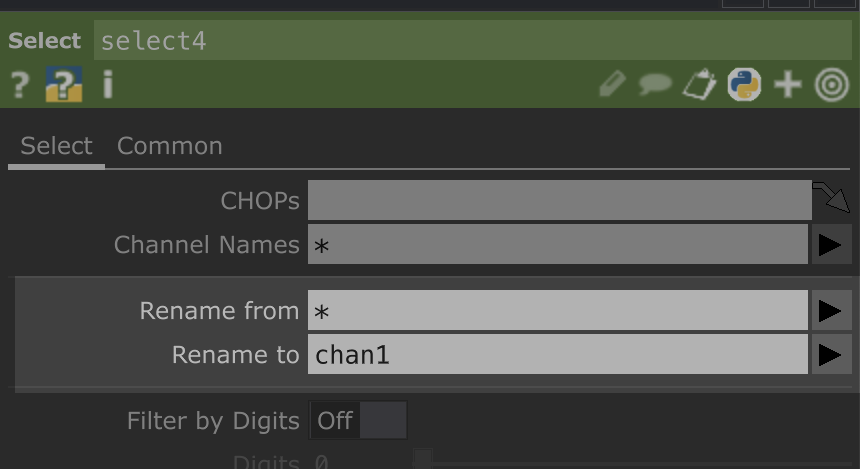 Select select4
? ? i
Select Common
CHOPs
Channel Names *
Rename from *
Rename to chan1
Filter by Digits Off
Digits 0